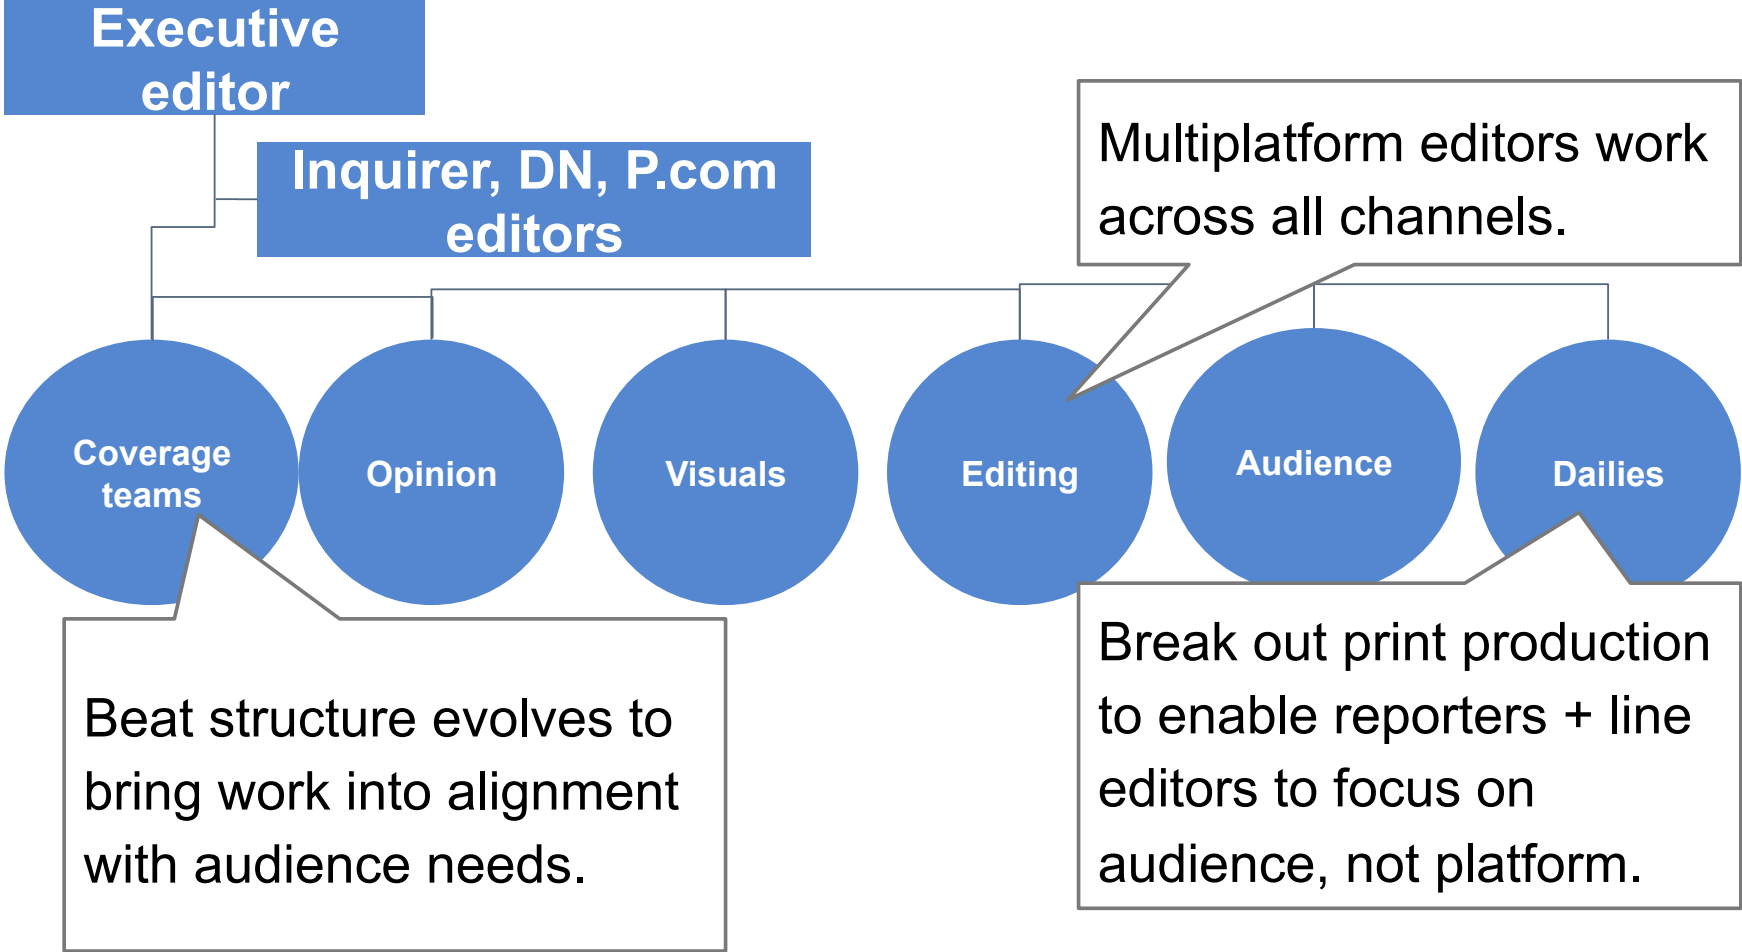 Executive
editor
Inquirer, DN, P.com
editors
Multiplatform editors work
across all channels.
Coverage
teams
Opinion
Visuals
Editing
Audience
Dailies
Beat structure evolves to
bring work into alignment
with audience needs.
Break out print production
to enable reporters + line
editors to focus on
audience, not platform.